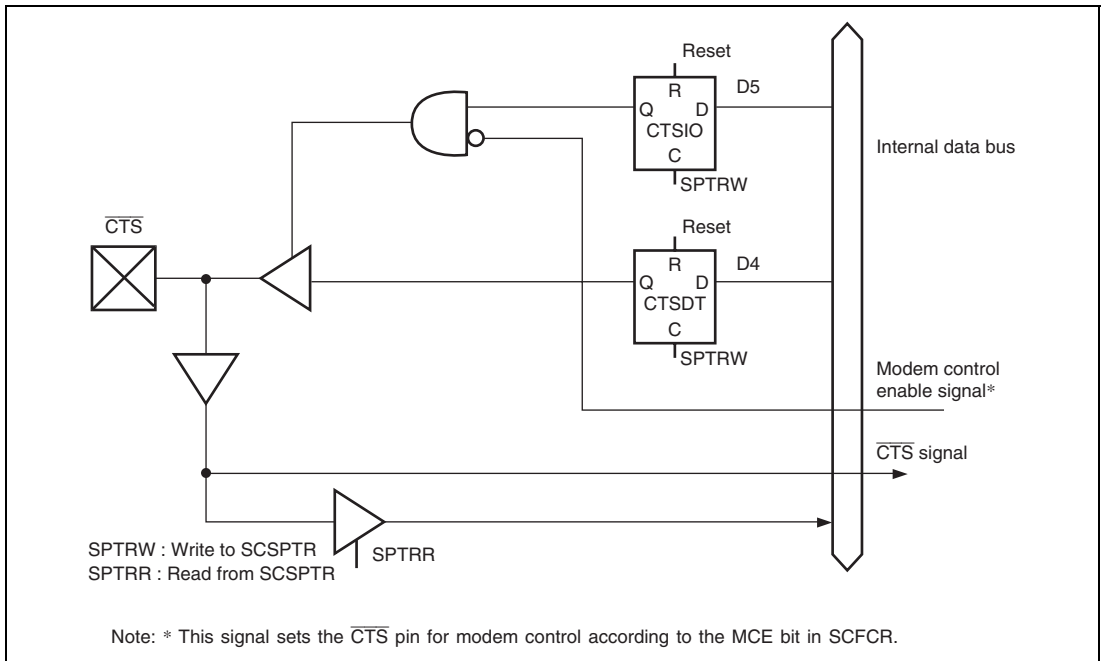 Reset
R
D5
Q
D
CTSIO
C
SPTRW
Internal data bus
CTS
Reset
R
D4
Q
D
CTSDT
C
SPTRW
Modem control
enable signal*
CTS signal
SPTRW : Write to SCSPTR
SPTRR
SPTRR : Read from SCSPTR
Note: * This signal sets the CTS pin for modem control according to the MCE bit in SCFCR.